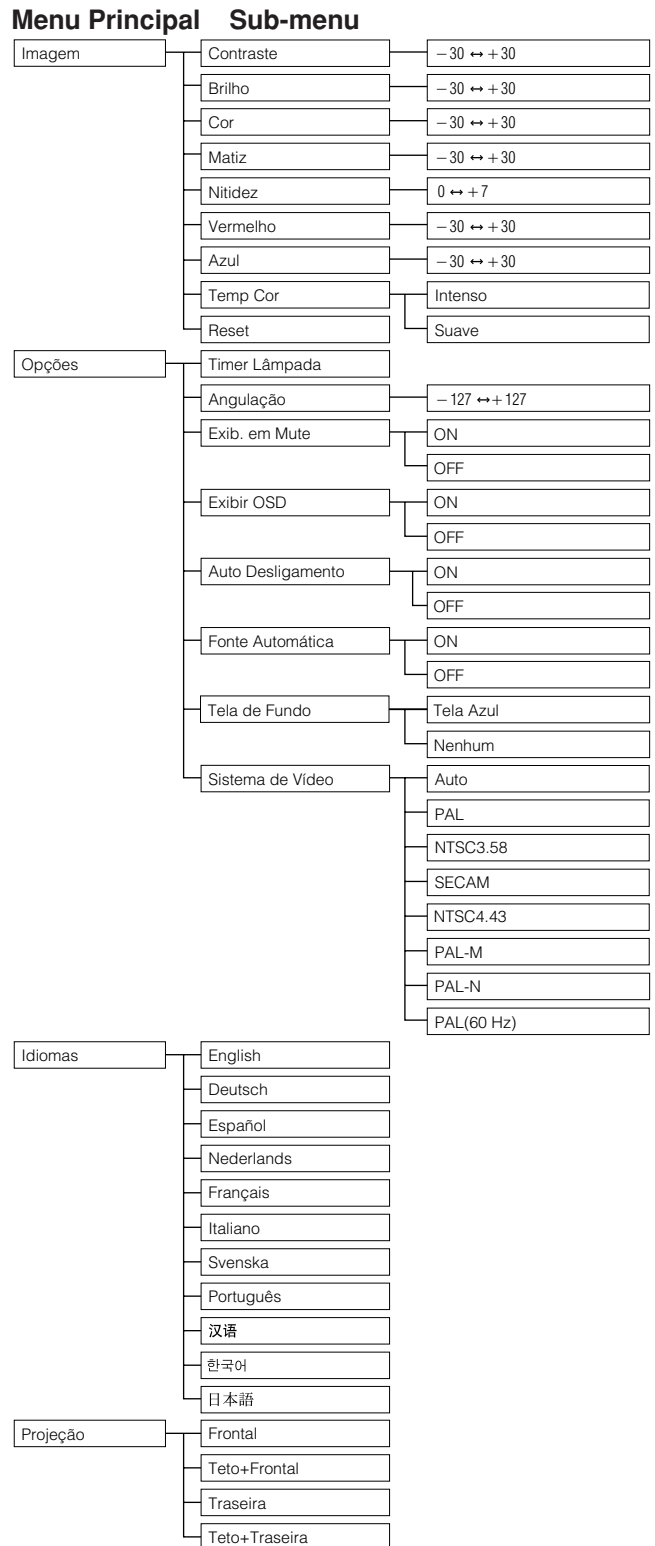 Menu Principal Sub-menu
Imagem Contraste −30 ↔ +30
Brilho −30 ↔ +30
Cor −30 ↔ +30
Matiz −30 ↔ +30
Nitidez 0 ↔ +7
Vermelho −30 ↔ +30
Azul −30 ↔ +30
Temp Cor Intenso
Reset Suave
Opções Timer Lâmpada
Angulação −127 ↔ +127
Exib. em Mute ON
OFF
Exibir OSD ON
OFF
Auto Desligamento ON
OFF
Fonte Automática ON
OFF
Tela de Fundo Tela Azul
Nenhum
Sistema de Vídeo Auto
PAL
NTSC3.58
SECAM
NTSC4.43
PAL-M
PAL-N
PAL(60 Hz)
Idiomas English
Deutsch
Español
Nederlands
Français
Italiano
Svenska
Português
汉语
한국어
日本語
Projeção Frontal
Teto+Frontal
Traseira
Teto+Traseira